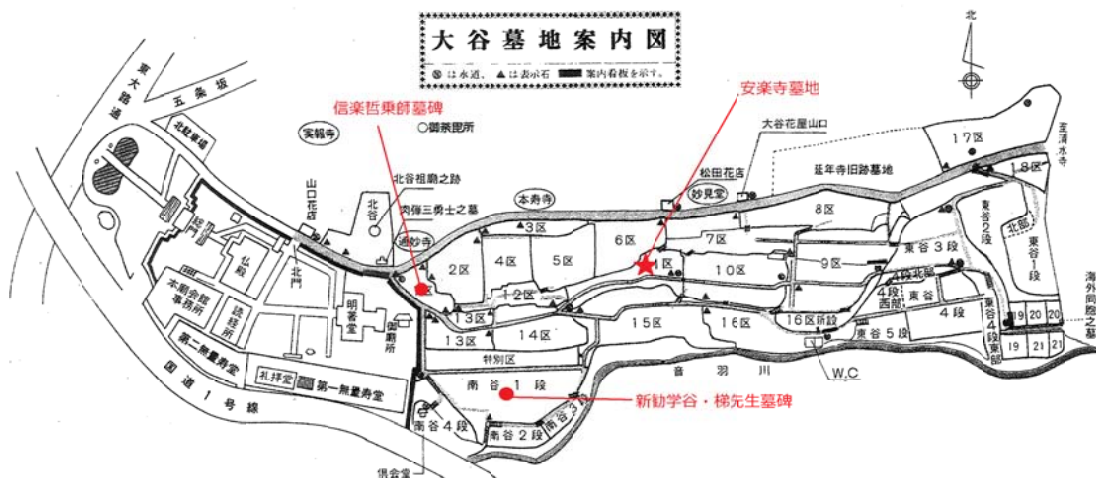 大谷墓地案内図
は水道、▲は表示石 案内看板を示す。
北
東大路通
五条坂
北駐車場
信楽哲乗師墓碑
実報寺
○御荼毘所
安楽寺墓地
大谷花屋山口
17区
至清水寺
18区
山口花店
北谷祖廟之跡
北谷
肉弾三勇士之墓
通妙寺
本寿寺
松田花店
妙見堂
延年寺旧跡墓地
3区
6区
8区
東谷2段
北部
東谷1段
総門
仏殿
北門
2区
4区
5区
7区
10区
9区
東谷3段
本廟会館事務所
読経所
明著堂
御廟所
12区
13区
13区
14区
15区
16区
16区
4段北部
4段西部
東谷
4段
東谷5段
東谷4段東部
19
20
20
19
21
21
海外同胞之墓
第二無量寿堂
礼拝堂
第一無量寿堂
国道1号線
特別区
南谷1段
音羽川
W.C
新勧学谷・梯先生墓碑
南谷4段
南谷2段
南谷3段
倶会堂